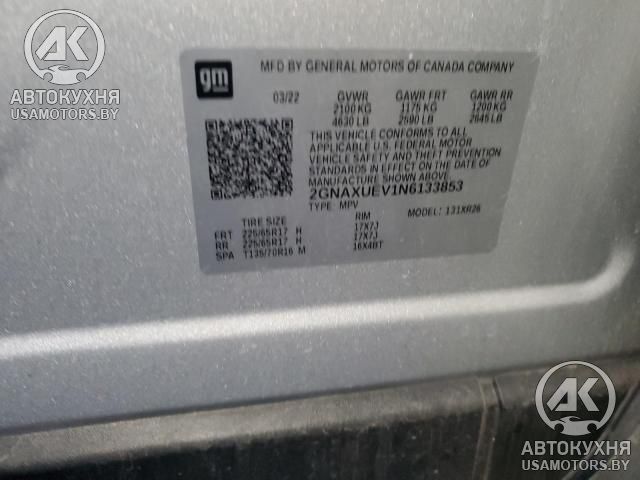 AK
АВТОКУХНЯ
USAMOTORS.BY
gm
MFD BY GENERAL MOTORS OF CANADA COMPANY
03/22 GVWR GAWR FRT GAWR RR
2100 KG 1175 KG 1200 KG
4630 LB 2590 LB 2645 LB
THIS VEHICLE CONFORMS TO ALL
APPLICABLE U.S. FEDERAL MOTOR
VEHICLE SAFETY AND THEFT PREVENTION
STANDARDS IN EFFECT ON THE DATE OF
MANUFACTURE SHOWN ABOVE.
2GNAXUEV1N6133853
TYPE: MPV MODEL: 131XR26
TIRE SIZE RIM
FRT 225/65R17 H 17X7J
RR 225/65R17 H 17X7J
SPA T135/70R16 M 16X4BT
AK
АВТОКУХНЯ
USAMOTORS.BY